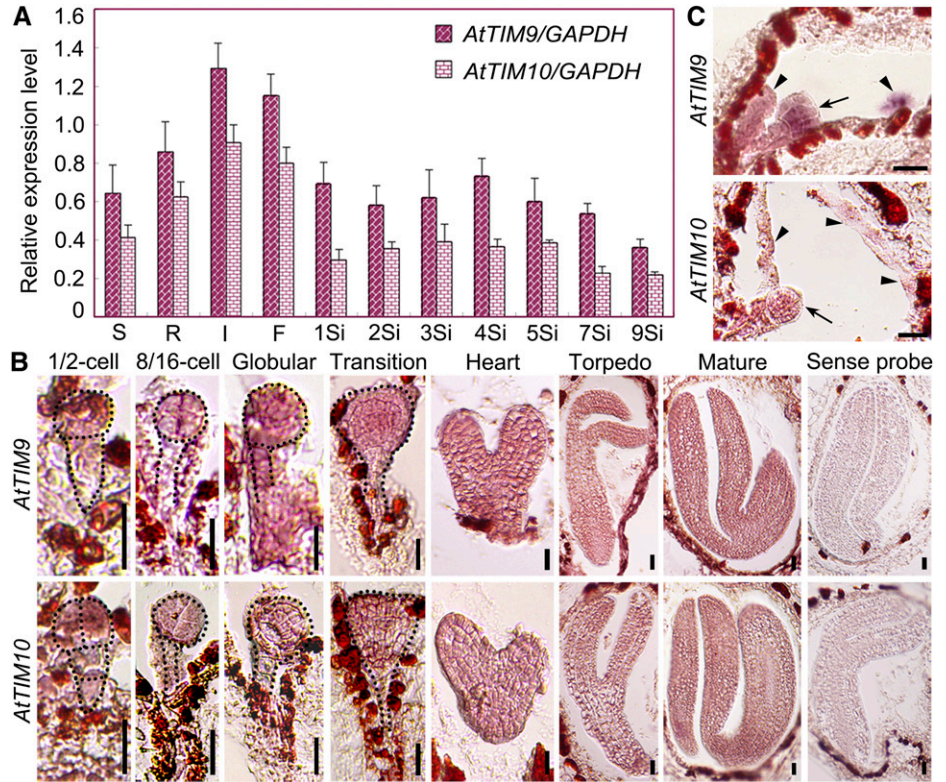 A
Relative expression level
1.6
1.4
1.2
1.0
0.8
0.6
0.4
0.2
0
AtTIM9/GAPDH
AtTIM10/GAPDH
S R I F 1Si 2Si 3Si 4Si 5Si 7Si 9Si
C
AtTIM9
AtTIM10
B
1/2-cell 8/16-cell Globular Transition Heart Torpedo Mature Sense probe
AtTIM9
AtTIM10